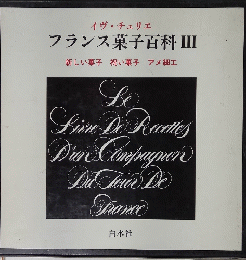 イヴ・チュリエ
フランス菓子百科 III
新しい菓子 祝い菓子 アメ細工
Le
Livre De Recettes
D'un Compagnon
Du Tour De
France
白水社